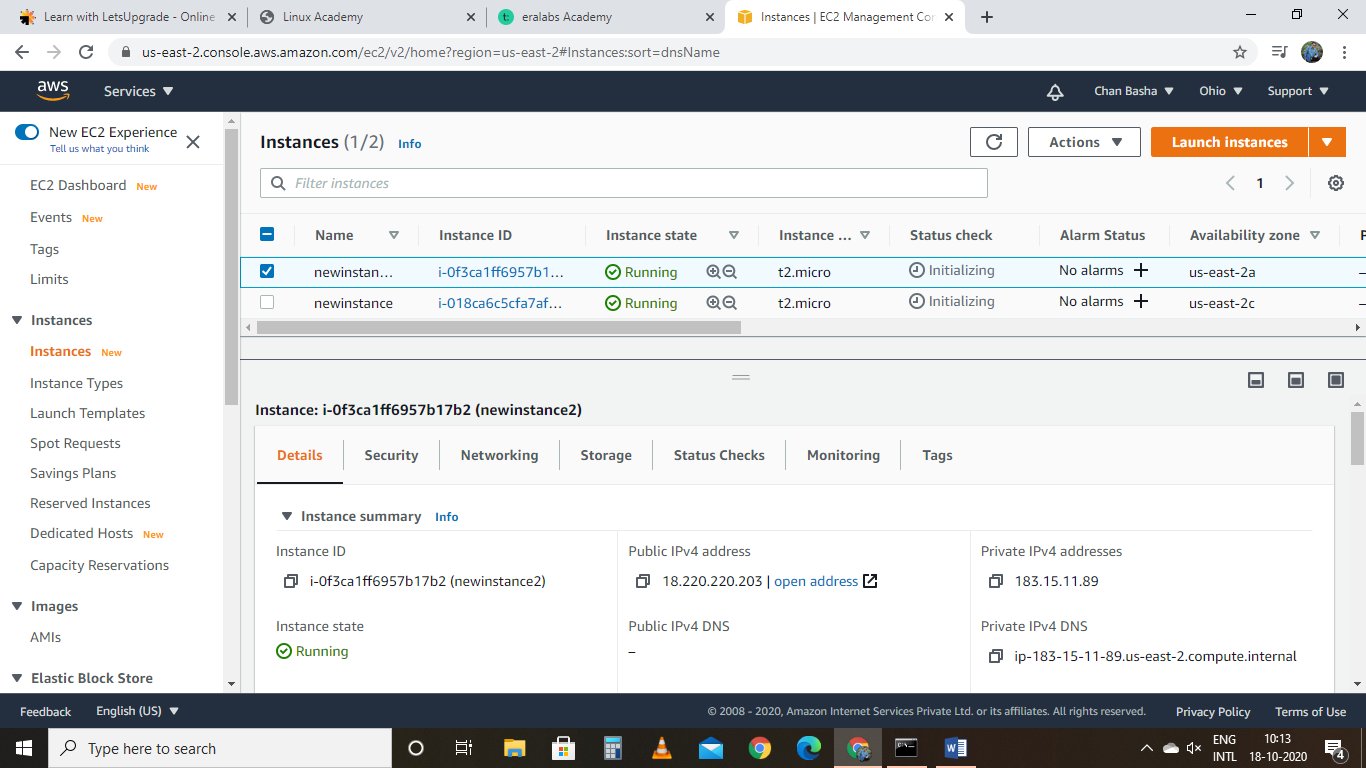 Learn with LetsUpgrade - Online
Linux Academy
eralabs Academy
Instances | EC2 Management Con
us-east-2.console.aws.amazon.com/ec2/v2/home?region=us-east-2#Instances:sort=dnsName
aws Services Chan Basha Ohio Support
New EC2 Experience
Tell us what you think
EC2 Dashboard New
Events New
Tags
Limits
Instances
Instances New
Instance Types
Launch Templates
Spot Requests
Savings Plans
Reserved Instances
Dedicated Hosts New
Capacity Reservations
Images
AMIs
Elastic Block Store
Instances (1/2) Info Actions Launch instances
Filter instances 1
Name Instance ID Instance state Instance ... Status check Alarm Status Availability zone P
newinstan... i-0f3ca1ff6957b1... Running t2.micro Initializing No alarms + us-east-2a –
newinstance i-018ca6c5cfa7af... Running t2.micro Initializing No alarms + us-east-2c –
Instance: i-0f3ca1ff6957b17b2 (newinstance2)
Details Security Networking Storage Status Checks Monitoring Tags
Instance summary Info
Instance ID Public IPv4 address Private IPv4 addresses
i-0f3ca1ff6957b17b2 (newinstance2) 18.220.220.203 | open address 183.15.11.89
Instance state Public IPv4 DNS Private IPv4 DNS
Running – ip-183-15-11-89.us-east-2.compute.internal
Feedback English (US) © 2008 - 2020, Amazon Internet Services Private Ltd. or its affiliates. All rights reserved. Privacy Policy Terms of Use
Type here to search
ENG 10:13
INTL 18-10-2020 4